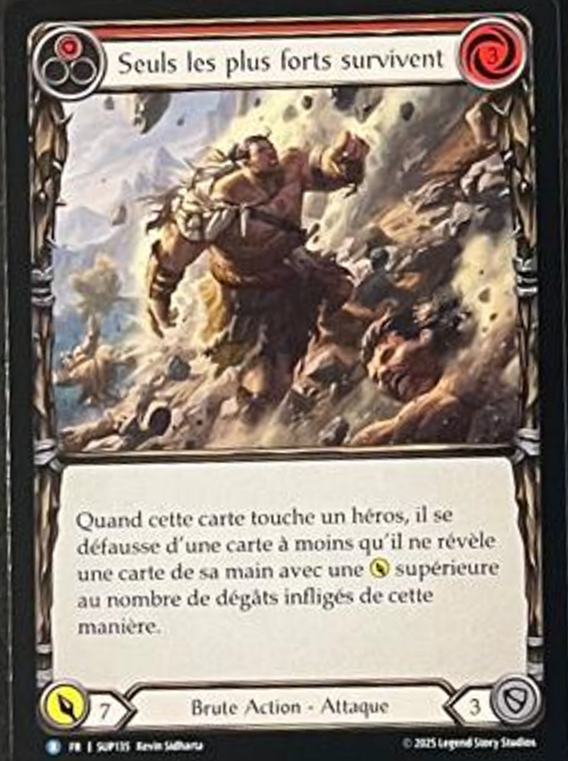 Seuls les plus forts survivent
3
Quand cette carte touche un héros, il se
défausse d'une carte à moins qu'il ne révèle
une carte de sa main avec une supérieure
au nombre de dégâts infligés de cette
manière.
7
Brute Action - Attaque
3
R FR | SUP135 Kevin Sidharta
© 2025 Legend Story Studios